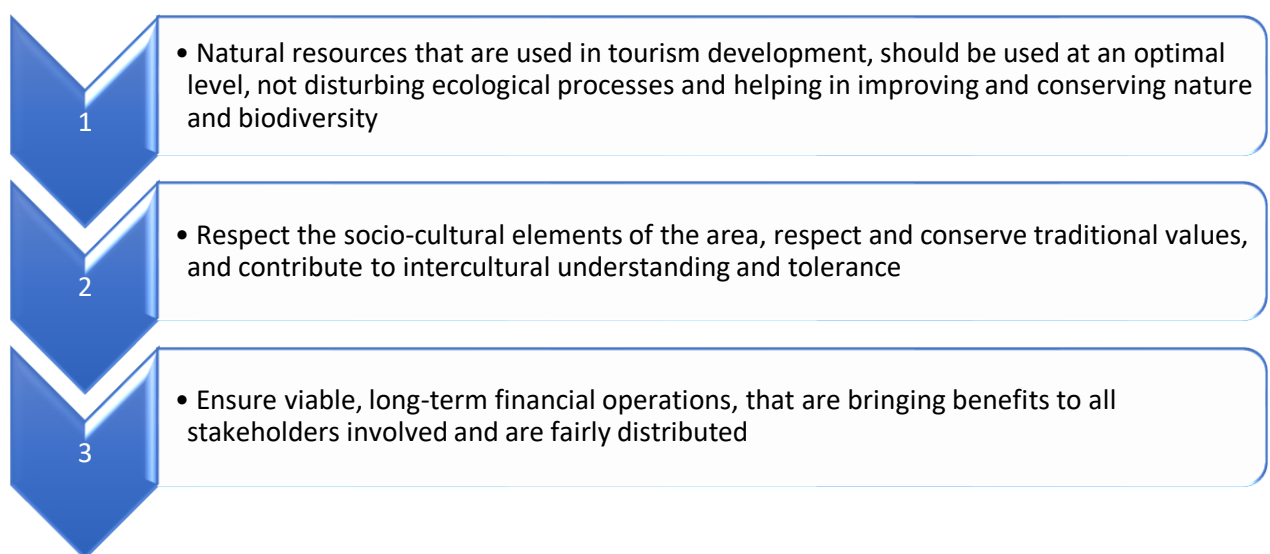 1
• Natural resources that are used in tourism development, should be used at an optimal
level, not disturbing ecological processes and helping in improving and conserving nature
and biodiversity
2
• Respect the socio-cultural elements of the area, respect and conserve traditional values,
and contribute to intercultural understanding and tolerance
3
• Ensure viable, long-term financial operations, that are bringing benefits to all
stakeholders involved and are fairly distributed